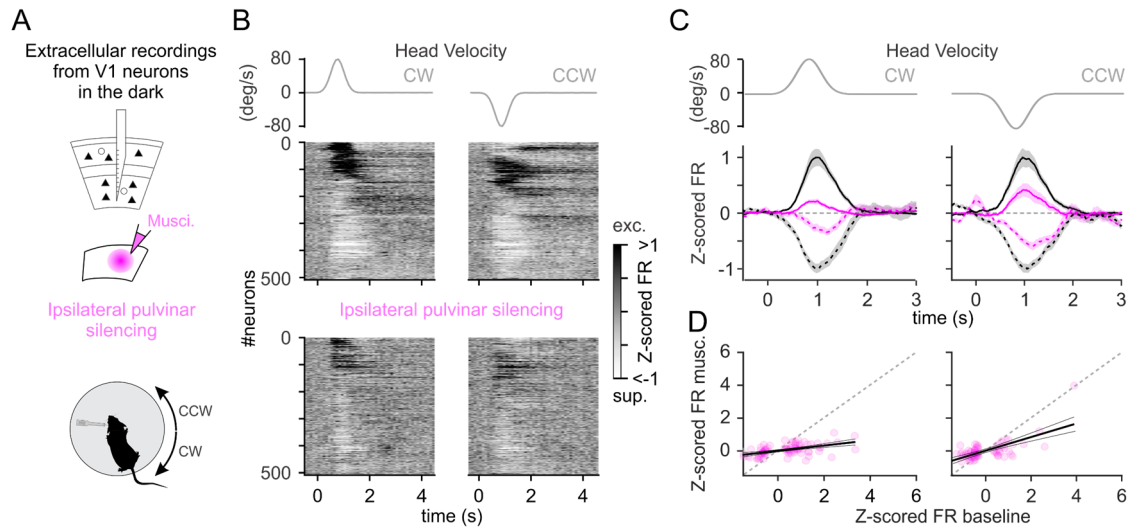 A
Extracellular recordings
from V1 neurons
in the dark
Musci.
Ipsilateral pulvinar
silencing
CCW
CW
B
Head Velocity
CW
CCW
(deg/s)
80
0
-80
0
500
#neurons
Ipsilateral pulvinar silencing
0
500
0
2
4
0
2
4
time (s)
exc.
>1
Z-scored FR
<-1
sup.
C
Head Velocity
CW
CCW
(deg/s)
80
0
80
Z-scored FR
1
0
-1
0
1
2
3
0
1
2
3
time (s)
D
Z-scored FR musc.
6
4
2
0
0
2
4
6
0
2
4
6
Z-scored FR baseline